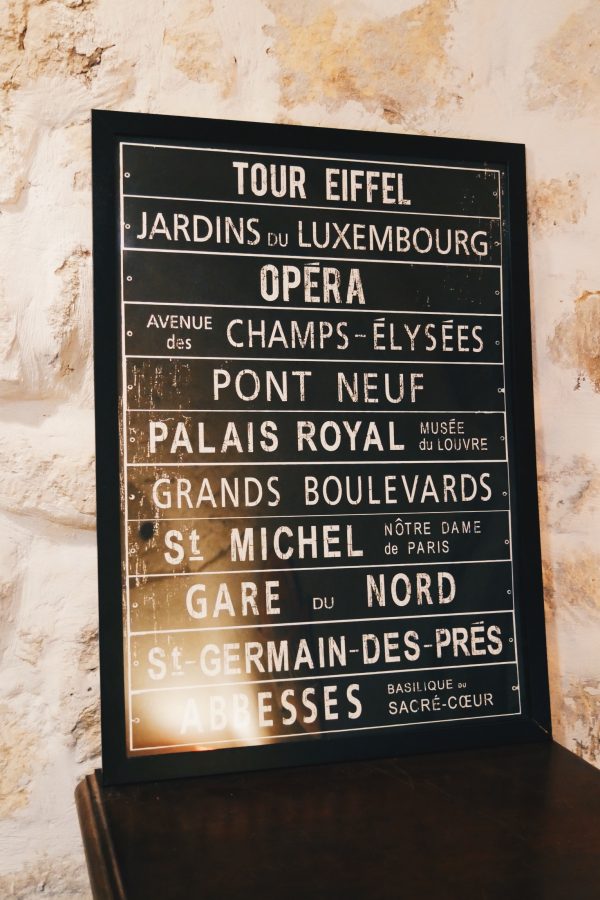 TOUR EIFFEL
JARDINS DU LUXEMBOURG
OPÉRA
AVENUE des CHAMPS-ÉLYSÉES
PONT NEUF
PALAIS ROYAL MUSÉE du LOUVRE
GRANDS BOULEVARDS
St MICHEL NÔTRE DAME de PARIS
GARE DU NORD
St-GERMAIN-DES-PRÉS
ABBESSES BASILIQUE DU SACRÉ-CŒUR